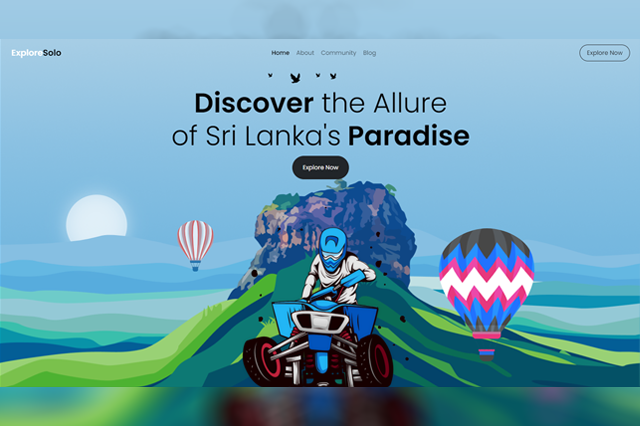 ExploreSolo
Home About Community Blog
Explore Now
Discover the Allure
of Sri Lanka's Paradise
Explore Now